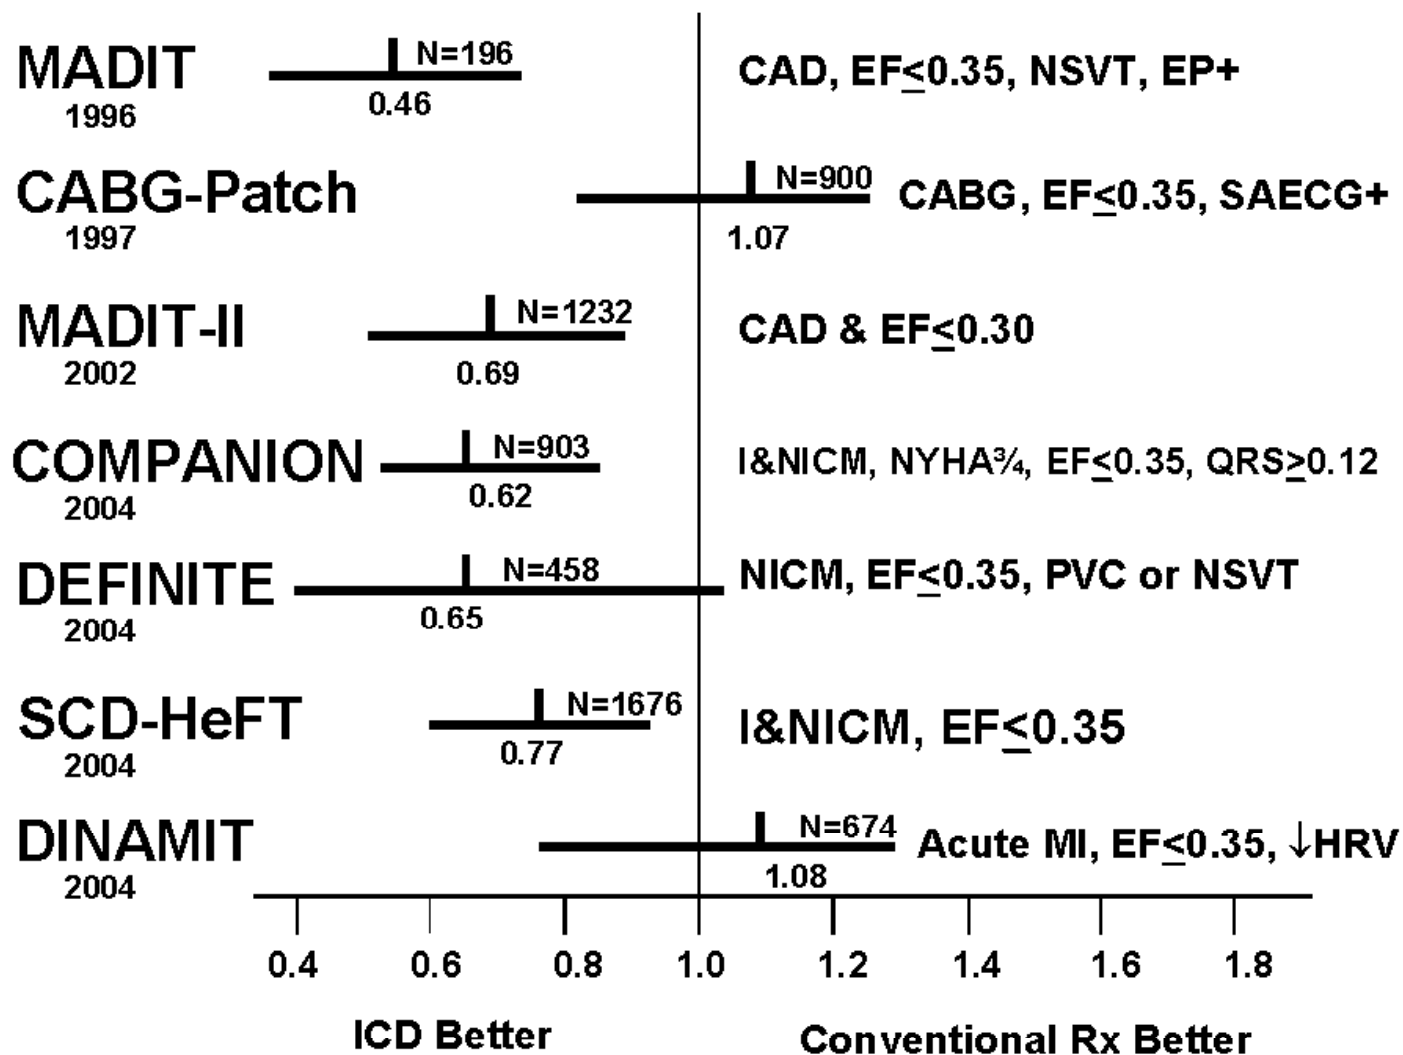 MADIT N=196 CAD, EF≤0.35, NSVT, EP+
1996 0.46
CABG-Patch N=900 CABG, EF≤0.35, SAECG+
1997 1.07
MADIT-II N=1232 CAD & EF≤0.30
2002 0.69
COMPANION N=903 I&NICM, NYHA¾, EF≤0.35, QRS≥0.12
2004 0.62
DEFINITE N=458 NICM, EF≤0.35, PVC or NSVT
2004 0.65
SCD-HeFT N=1676 I&NICM, EF≤0.35
2004 0.77
DINAMIT N=674 Acute MI, EF≤0.35, ↓HRV
2004 1.08
0.4 0.6 0.8 1.0 1.2 1.4 1.6 1.8
ICD Better Conventional Rx Better